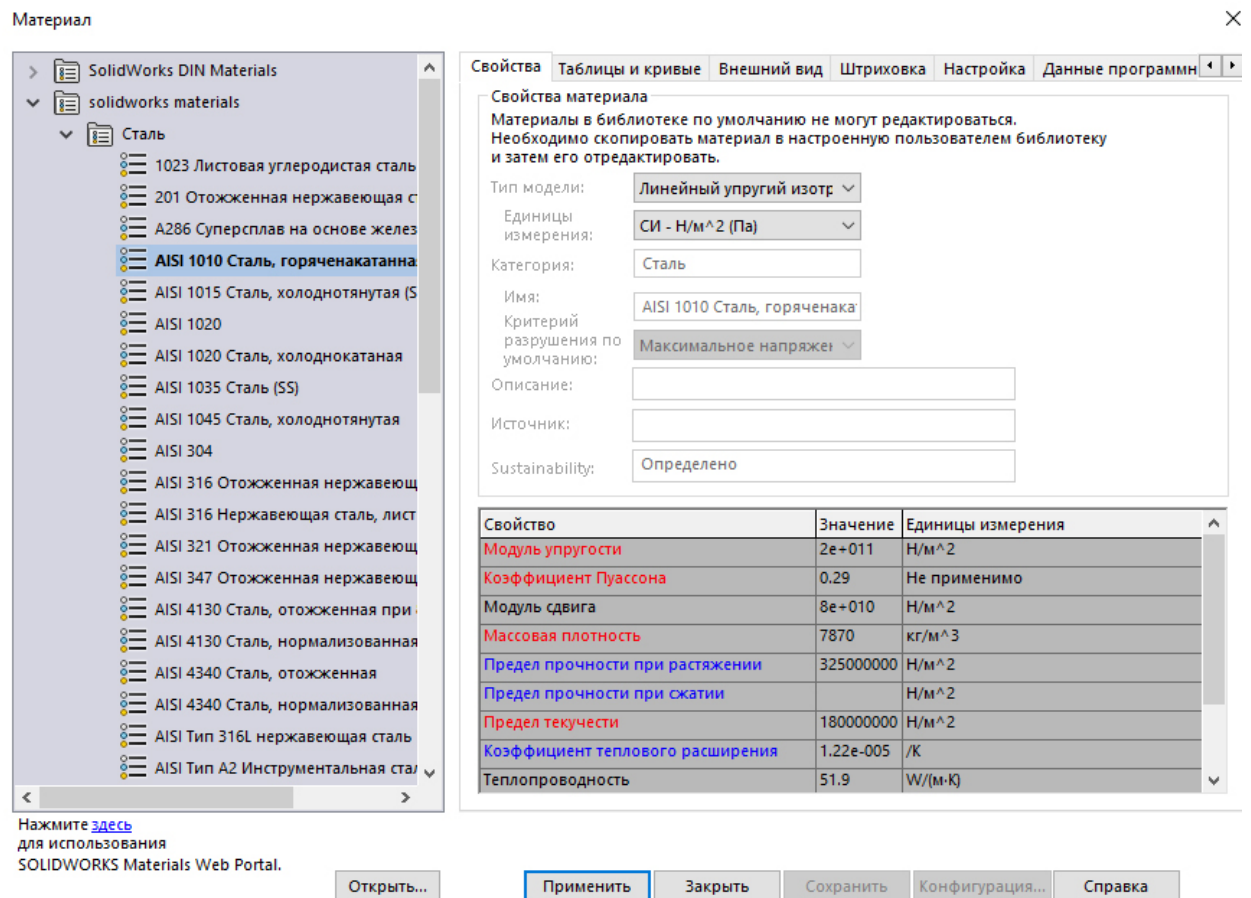 Материал
SolidWorks DIN Materials
solidworks materials
Сталь
1023 Листовая углеродистая сталь
201 Отожженная нержавеющая ст
A286 Суперсплав на основе желез
AISI 1010 Сталь, горяченакатанна
AISI 1015 Сталь, холоднотянутая (S
AISI 1020
AISI 1020 Сталь, холоднокатаная
AISI 1035 Сталь (SS)
AISI 1045 Сталь, холоднотянутая
AISI 304
AISI 316 Отожженная нержавеющ
AISI 316 Нержавеющая сталь, лист
AISI 321 Отожженная нержавеющ
AISI 347 Отожженная нержавеющ
AISI 4130 Сталь, отожженная при
AISI 4130 Сталь, нормализованная
AISI 4340 Сталь, отожженная
AISI 4340 Сталь, нормализованная
AISI Тип 316L нержавеющая сталь
AISI Тип A2 Инструментальная стал
Нажмите здесь
для использования
SOLIDWORKS Materials Web Portal.
Свойства Таблицы и кривые Внешний вид Штриховка Настройка Данные программн
Свойства материала
Материалы в библиотеке по умолчанию не могут редактироваться.
Необходимо скопировать материал в настроенную пользователем библиотеку
и затем его отредактировать.
Тип модели: Линейный упругий изотр
Единицы
измерения: СИ - Н/м^2 (Па)
Категория: Сталь
Имя: AISI 1010 Сталь, горяченака
Критерий
разрушения по
умолчанию: Максимальное напряжен
Описание:
Источник:
Sustainability: Определено
Свойство Значение Единицы измерения
Модуль упругости 2e+011 Н/м^2
Коэффициент Пуассона 0.29 Не применимо
Модуль сдвига 8e+010 Н/м^2
Массовая плотность 7870 кг/м^3
Предел прочности при растяжении 325000000 Н/м^2
Предел прочности при сжатии Н/м^2
Предел текучести 180000000 Н/м^2
Коэффициент теплового расширения 1.22e-005 /K
Теплопроводность 51.9 W/(м·K)
Открыть... Применить Закрыть Сохранить Конфигурация... Справка